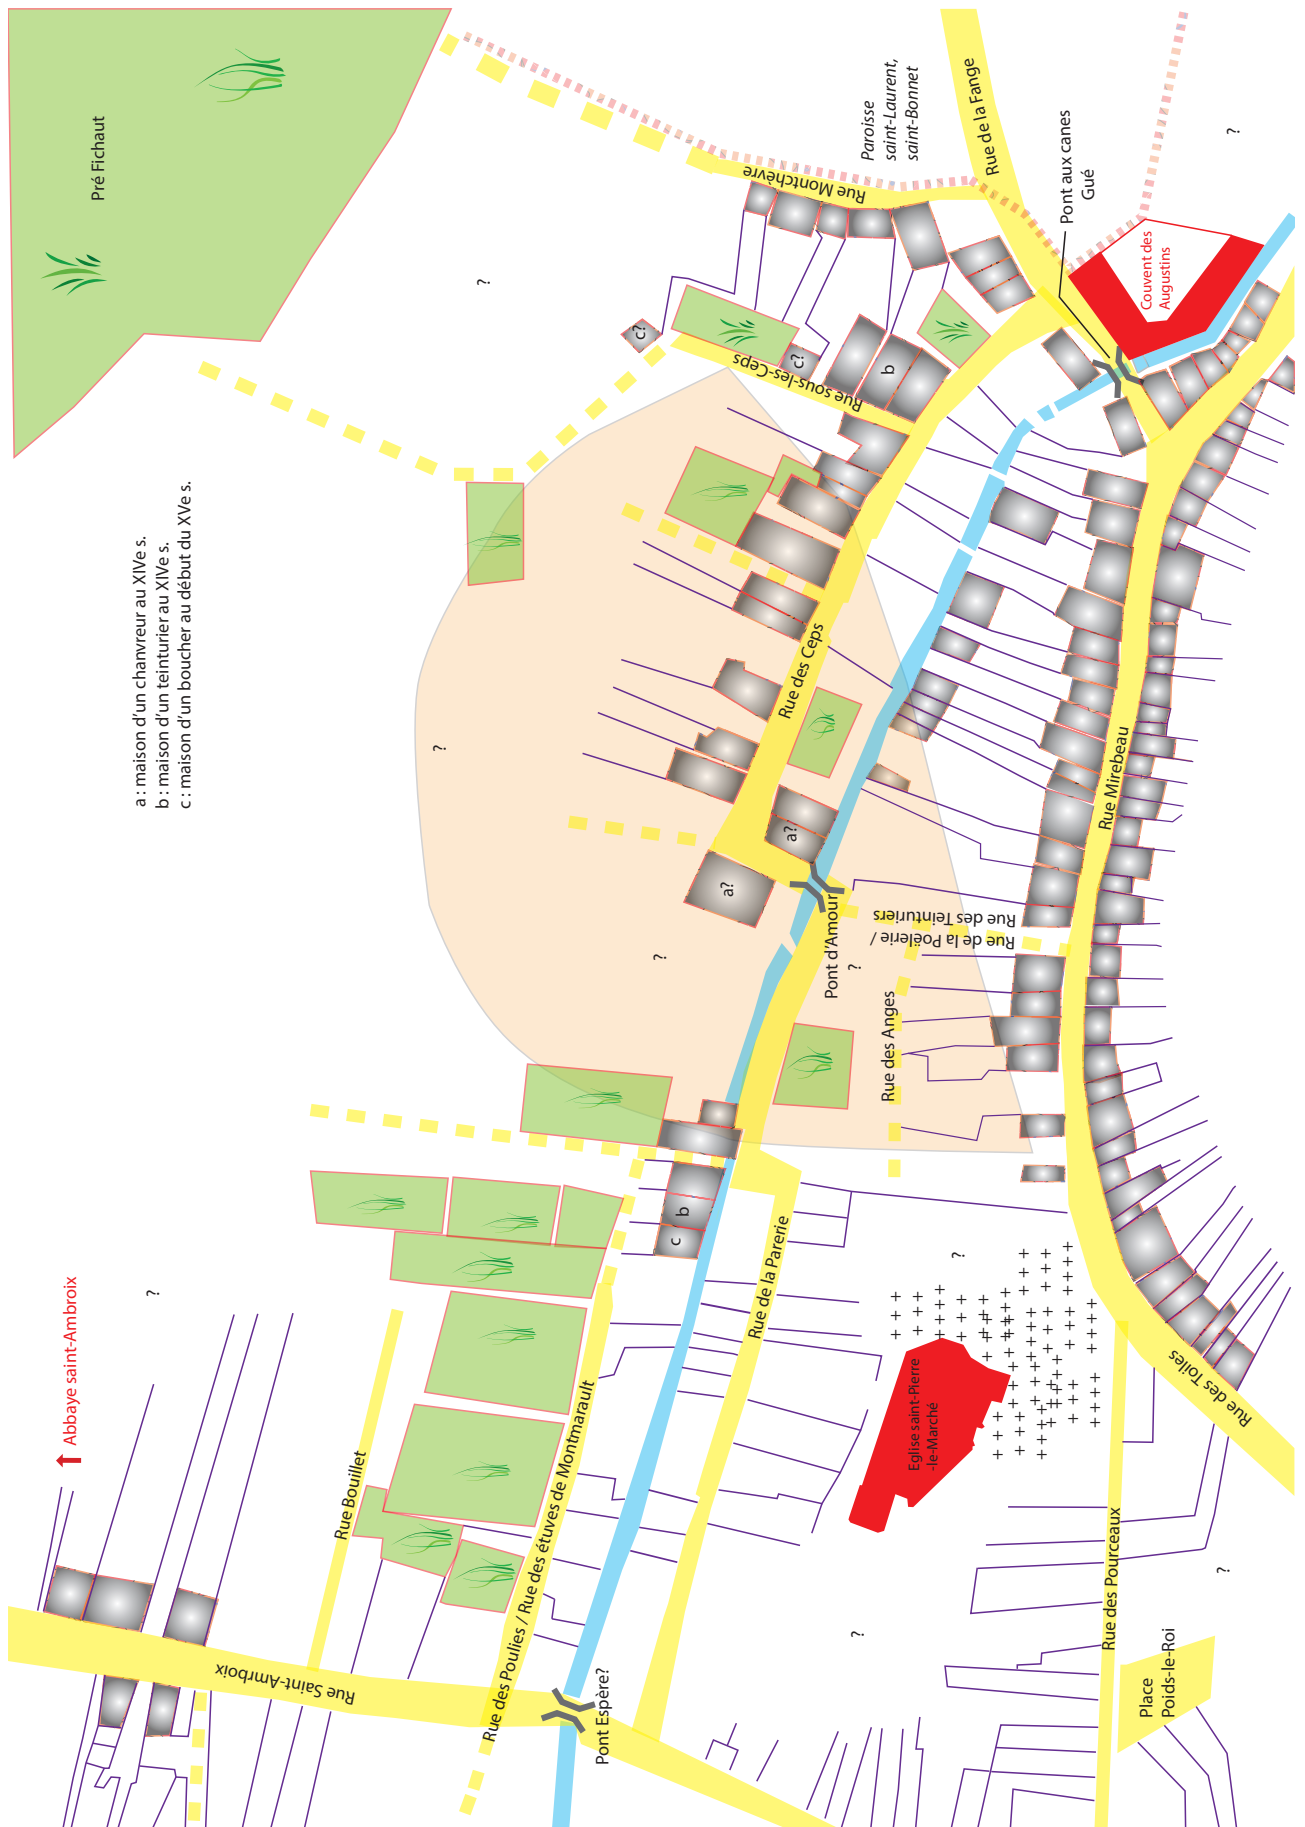 Pré Fichaut
a : maison d'un chanvreur au XIVe s.
b : maison d'un teinturier au XIVe s.
c : maison d'un boucher au début du XVe s.
Paroisse
saint-Laurent,
saint-Bonnet
Rue de la Fange
Rue Montchèvre
Pont aux canes
Gué
?
Couvent des
Augustins
?
c?
c?
Rue sous-les-Ceps
b
Rue des Ceps
?
a?
a?
Pont d'Amour
Rue de la Poëlerie /
Rue des Teinturiers
?
?
Rue des Anges
Rue Mirebeau
c
b
Rue de la Parerie
?
Abbaye saint-Ambroix
?
Rue Bouillet
Rue des Poulies / Rue des étuves de Montmarault
Eglise saint-Pierre
-le-Marché
Rue des Toiles
Rue des Pourceaux
?
?
Rue Saint-Amrboix
Pont Espère?
Place
Poids-le-Roi